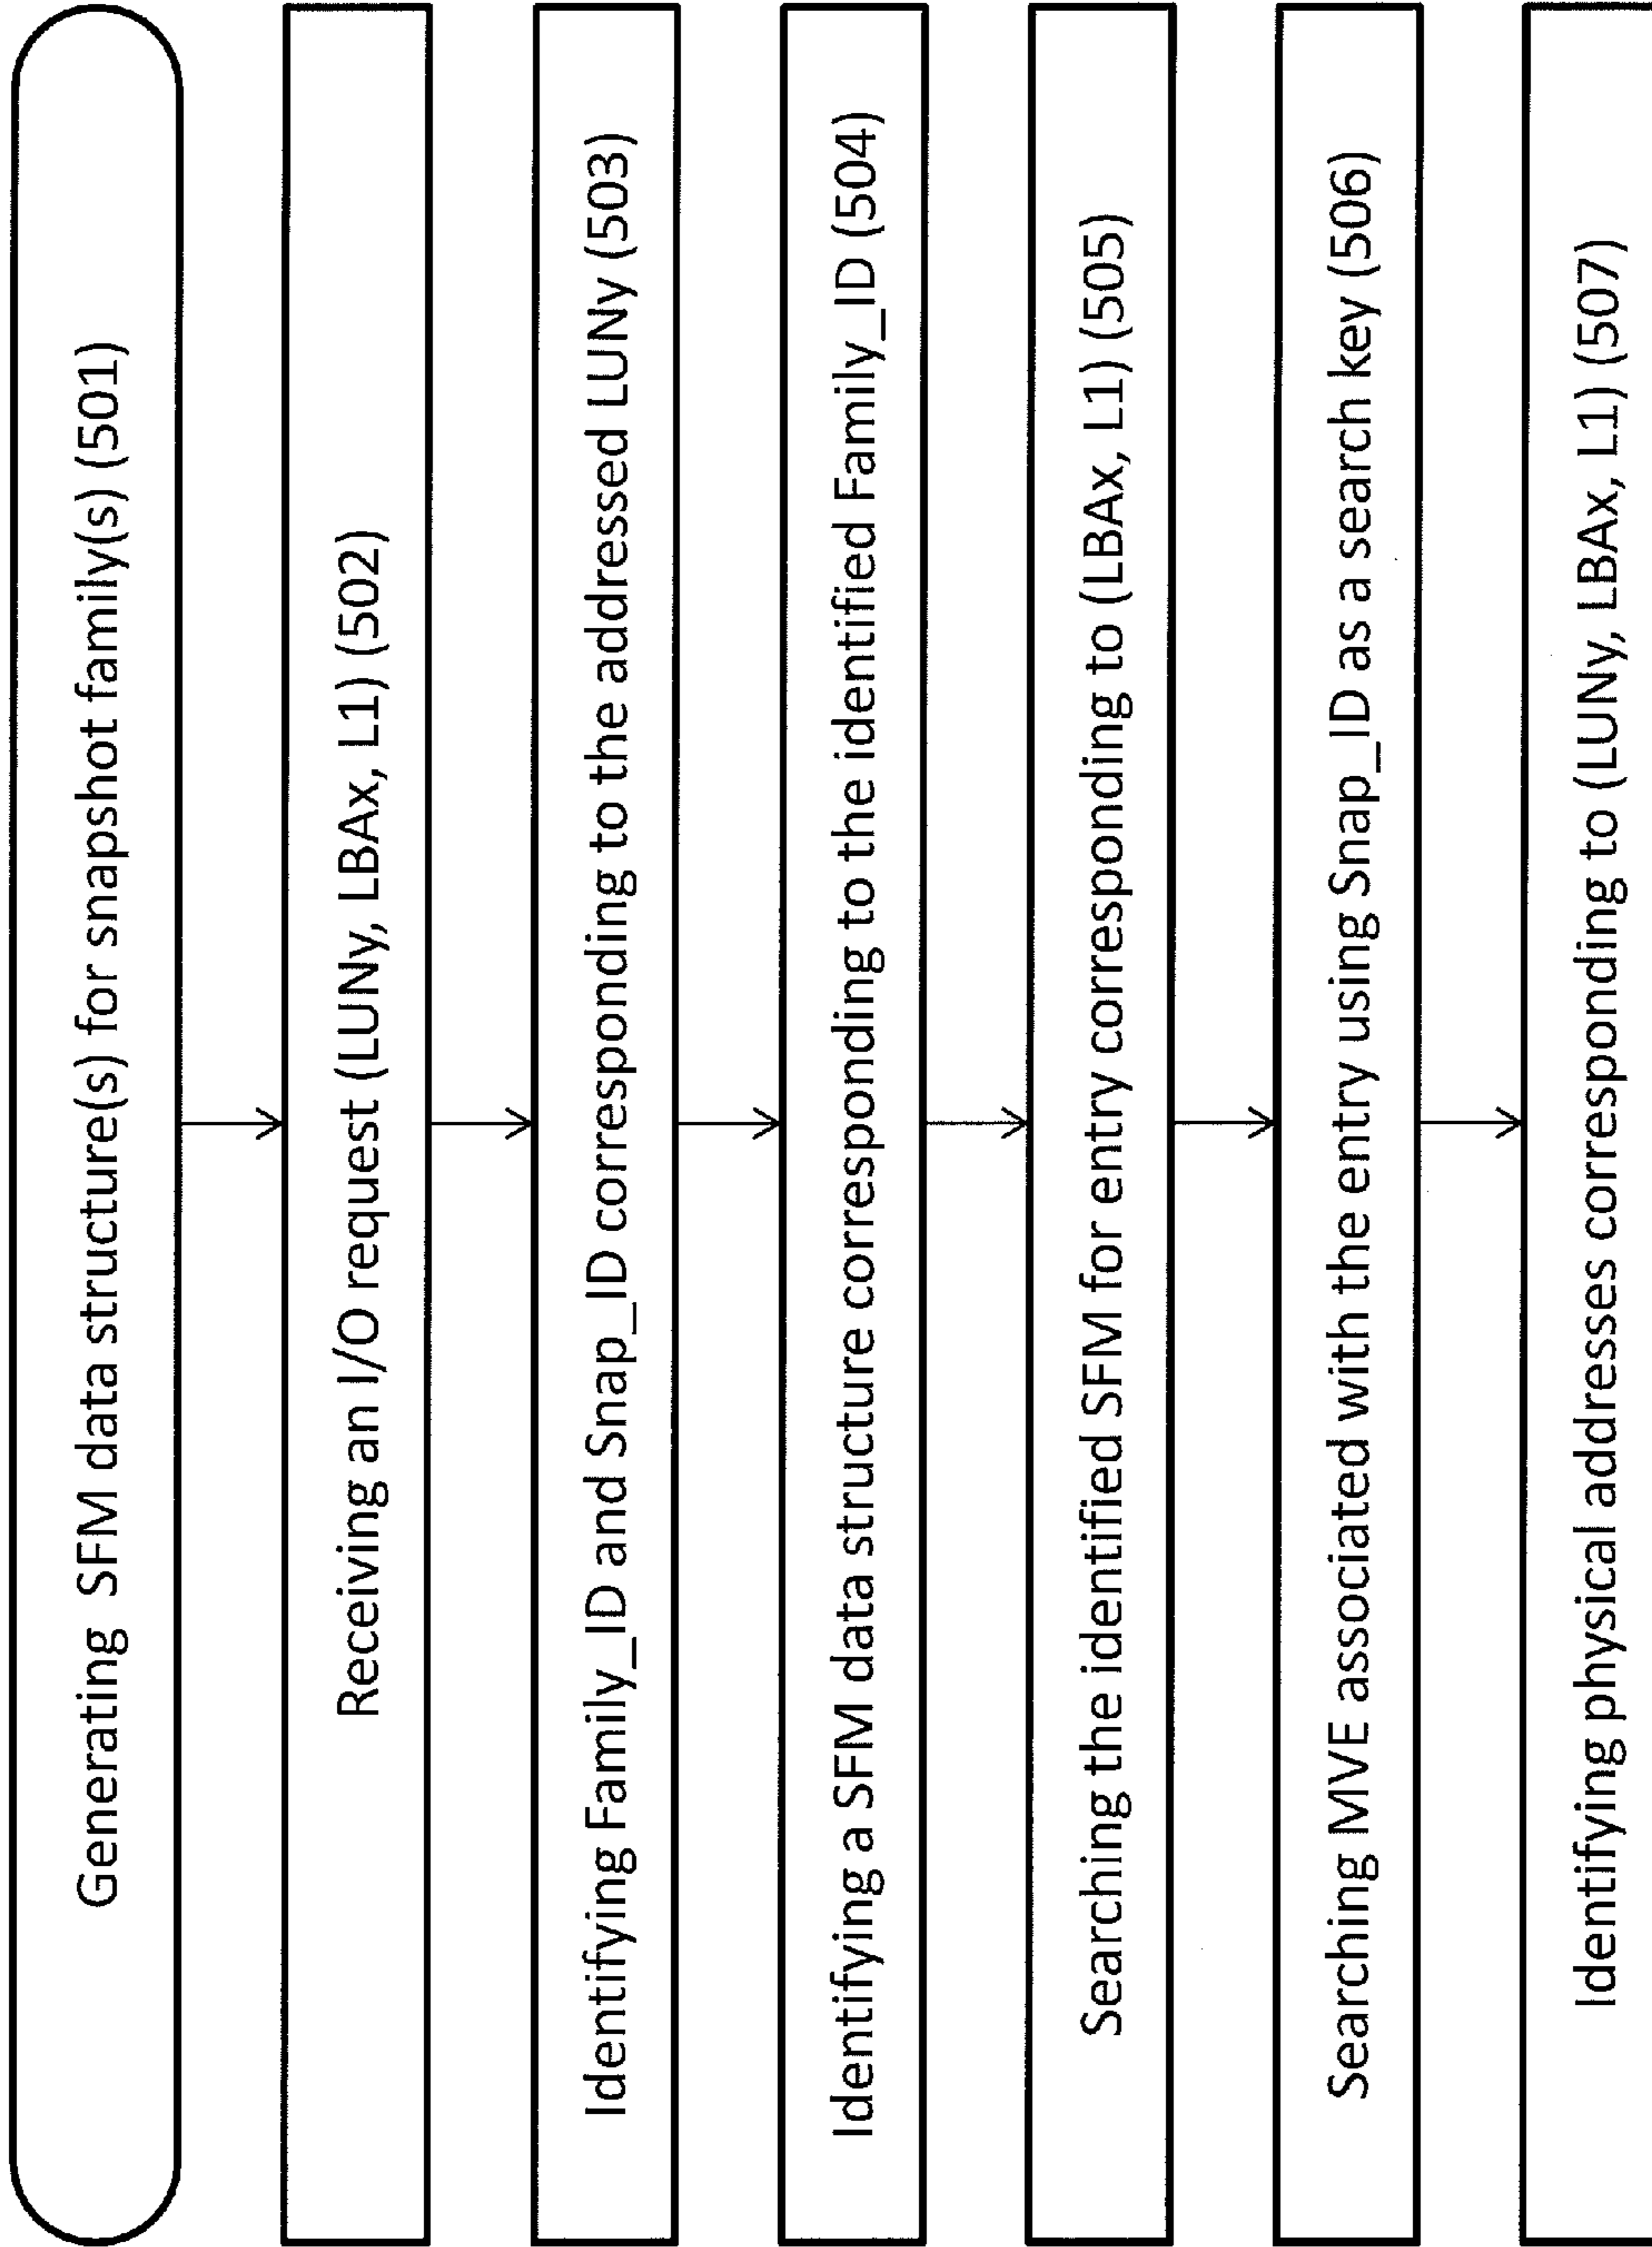 Generating SFM data structure(s) for snapshot family(s) (501)
Receiving an I/O request (LUNy, LBAx, L1) (502)
Identifying Family_ID and Snap_ID corresponding to the addressed LUNy (503)
Identifying a SFM data structure corresponding to the identified Family_ID (504)
Searching the identified SFM for entry corresponding to (LBAx, L1) (505)
Searching MVE associated with the entry using Snap_ID as a search key (506)
Identifying physical addresses corresponding to (LUNy, LBAx, L1) (507)